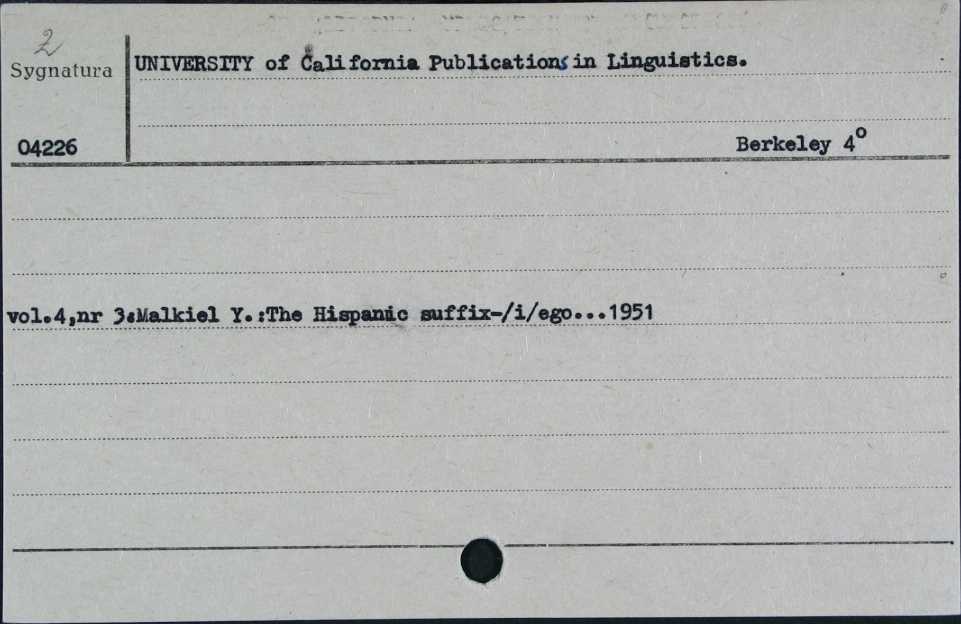 2
Sygnatura
UNIVERSITY of California Publications in Linguistics.
04226
Berkeley 4º
vol.4,nr 3:Malkiel Y.:The Hispanic suffix-/i/ego...1951